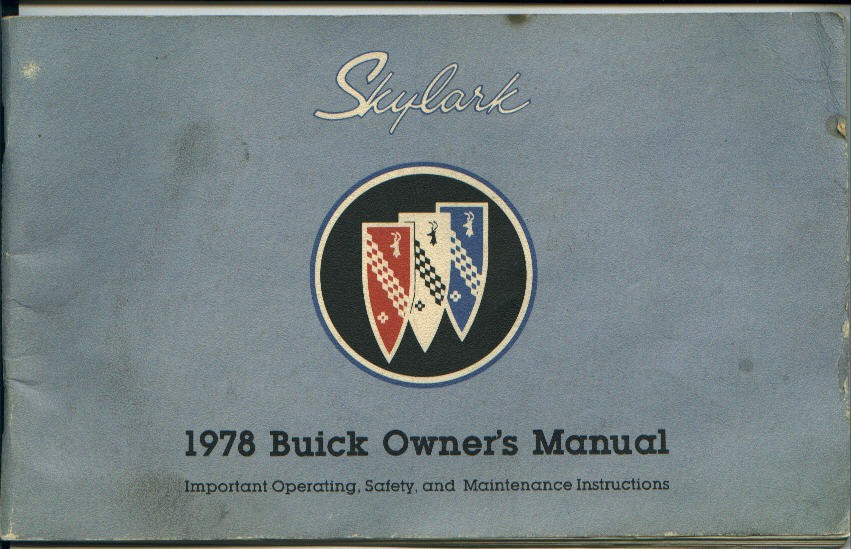 Skylark
1978 Buick Owner's Manual
Important Operating, Safety, and Maintenance Instructions